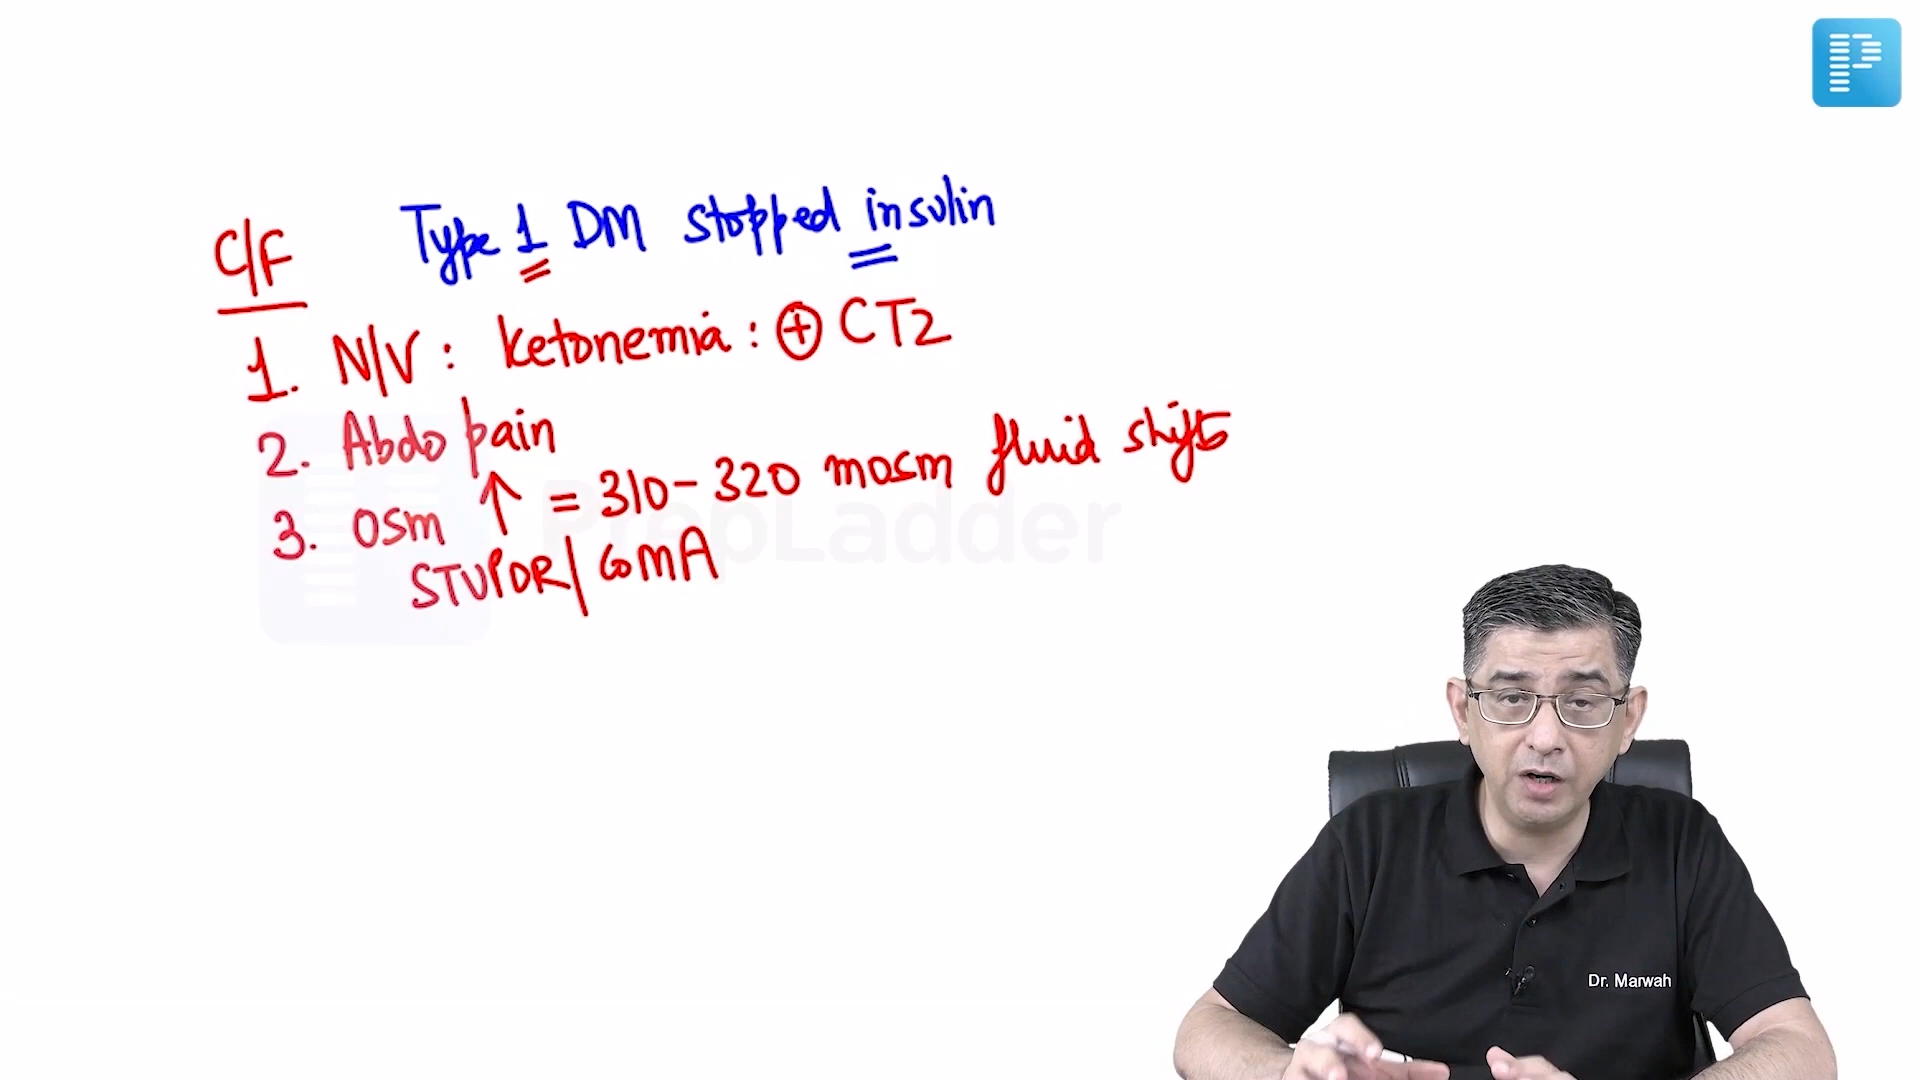 C/F Type 1 DM stopped insulin
1. N/V : ketonemia : ⊕ CTZ
2. Abdo pain
3. Osm ↑ = 310-320 mosm fluid shifts
STUPOR/COMA
PrepLadder
Dr. Marwah